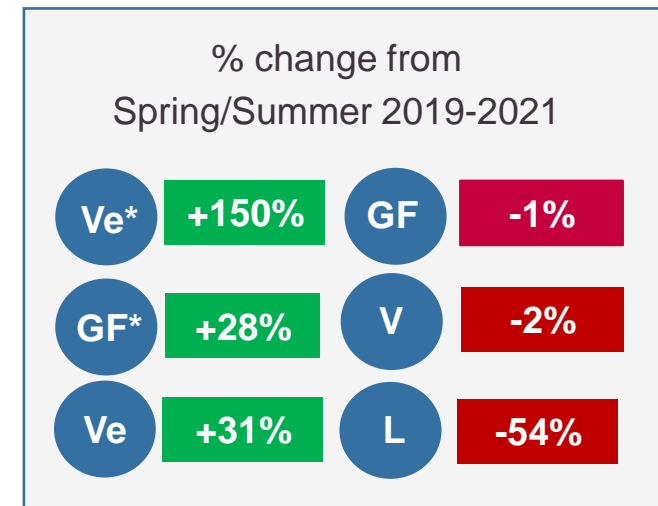 % change from
Spring/Summer 2019-2021
Ve* +150% GF -1%
GF* +28% V -2%
Ve +31% L -54%